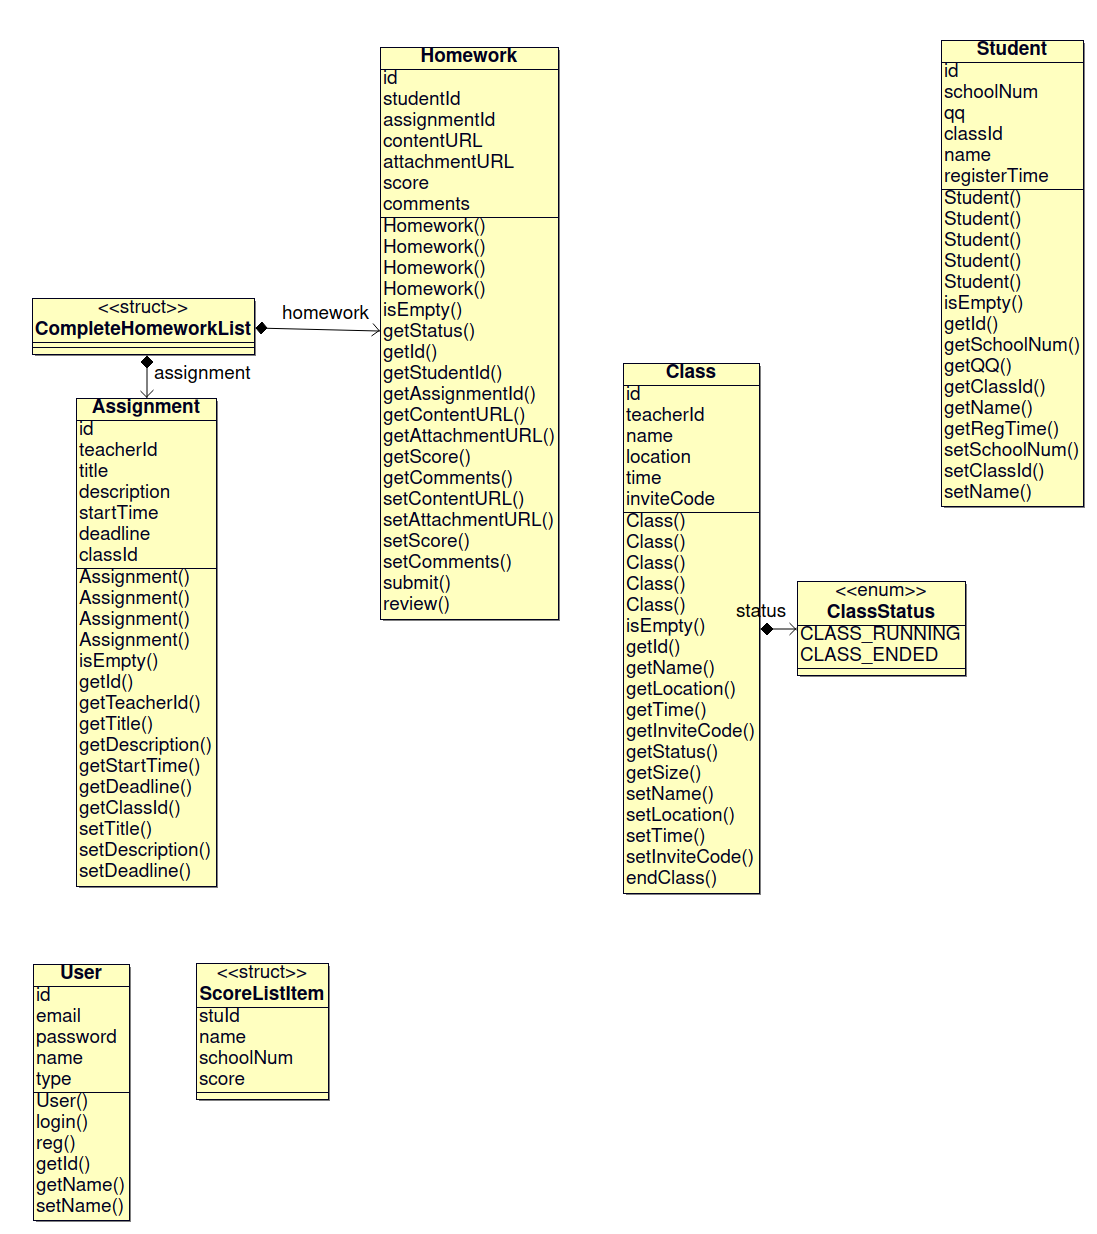 Homework
id
studentId
assignmentId
contentURL
attachmentURL
score
comments
Homework()
Homework()
Homework()
Homework()
isEmpty()
getStatus()
getId()
getStudentId()
getAssignmentId()
getContentURL()
getAttachmentURL()
getScore()
getComments()
setContentURL()
setAttachmentURL()
setScore()
setComments()
submit()
review()
Student
id
schoolNum
qq
classId
name
registerTime
Student()
Student()
Student()
Student()
Student()
isEmpty()
getId()
getSchoolNum()
getQQ()
getClassId()
getName()
getRegTime()
setSchoolNum()
setClassId()
setName()
<<struct>>
CompleteHomeworkList
homework
assignment
Assignment
id
teacherId
title
description
startTime
deadline
classId
Assignment()
Assignment()
Assignment()
Assignment()
isEmpty()
getId()
getTeacherId()
getTitle()
getDescription()
getStartTime()
getDeadline()
getClassId()
setTitle()
setDescription()
setDeadline()
Class
id
teacherId
name
location
time
inviteCode
Class()
Class()
Class()
Class()
Class()
isEmpty()
getId()
getName()
getLocation()
getTime()
getInviteCode()
getStatus()
getSize()
setName()
setLocation()
setTime()
setInviteCode()
endClass()
status
<<enum>>
ClassStatus
CLASS_RUNNING
CLASS_ENDED
User
id
email
password
name
type
User()
login()
reg()
getId()
getName()
setName()
<<struct>>
ScoreListItem
stuId
name
schoolNum
score